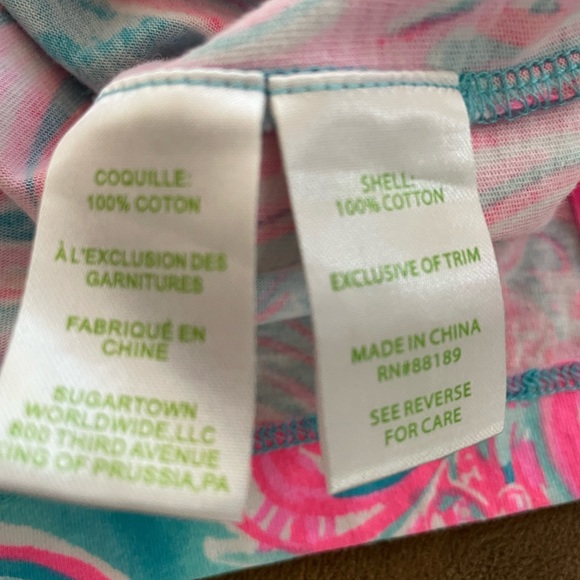 COQUILLE:
100% COTON
À L'EXCLUSION DES
GARNITURES
FABRIQUÉ EN
CHINE
SUGARTOWN
WORLDWIDE, LLC
800 THIRD AVENUE
KING OF PRUSSIA, PA
SHELL:
100% COTTON
EXCLUSIVE OF TRIM
MADE IN CHINA
RN#88189
SEE REVERSE
FOR CARE